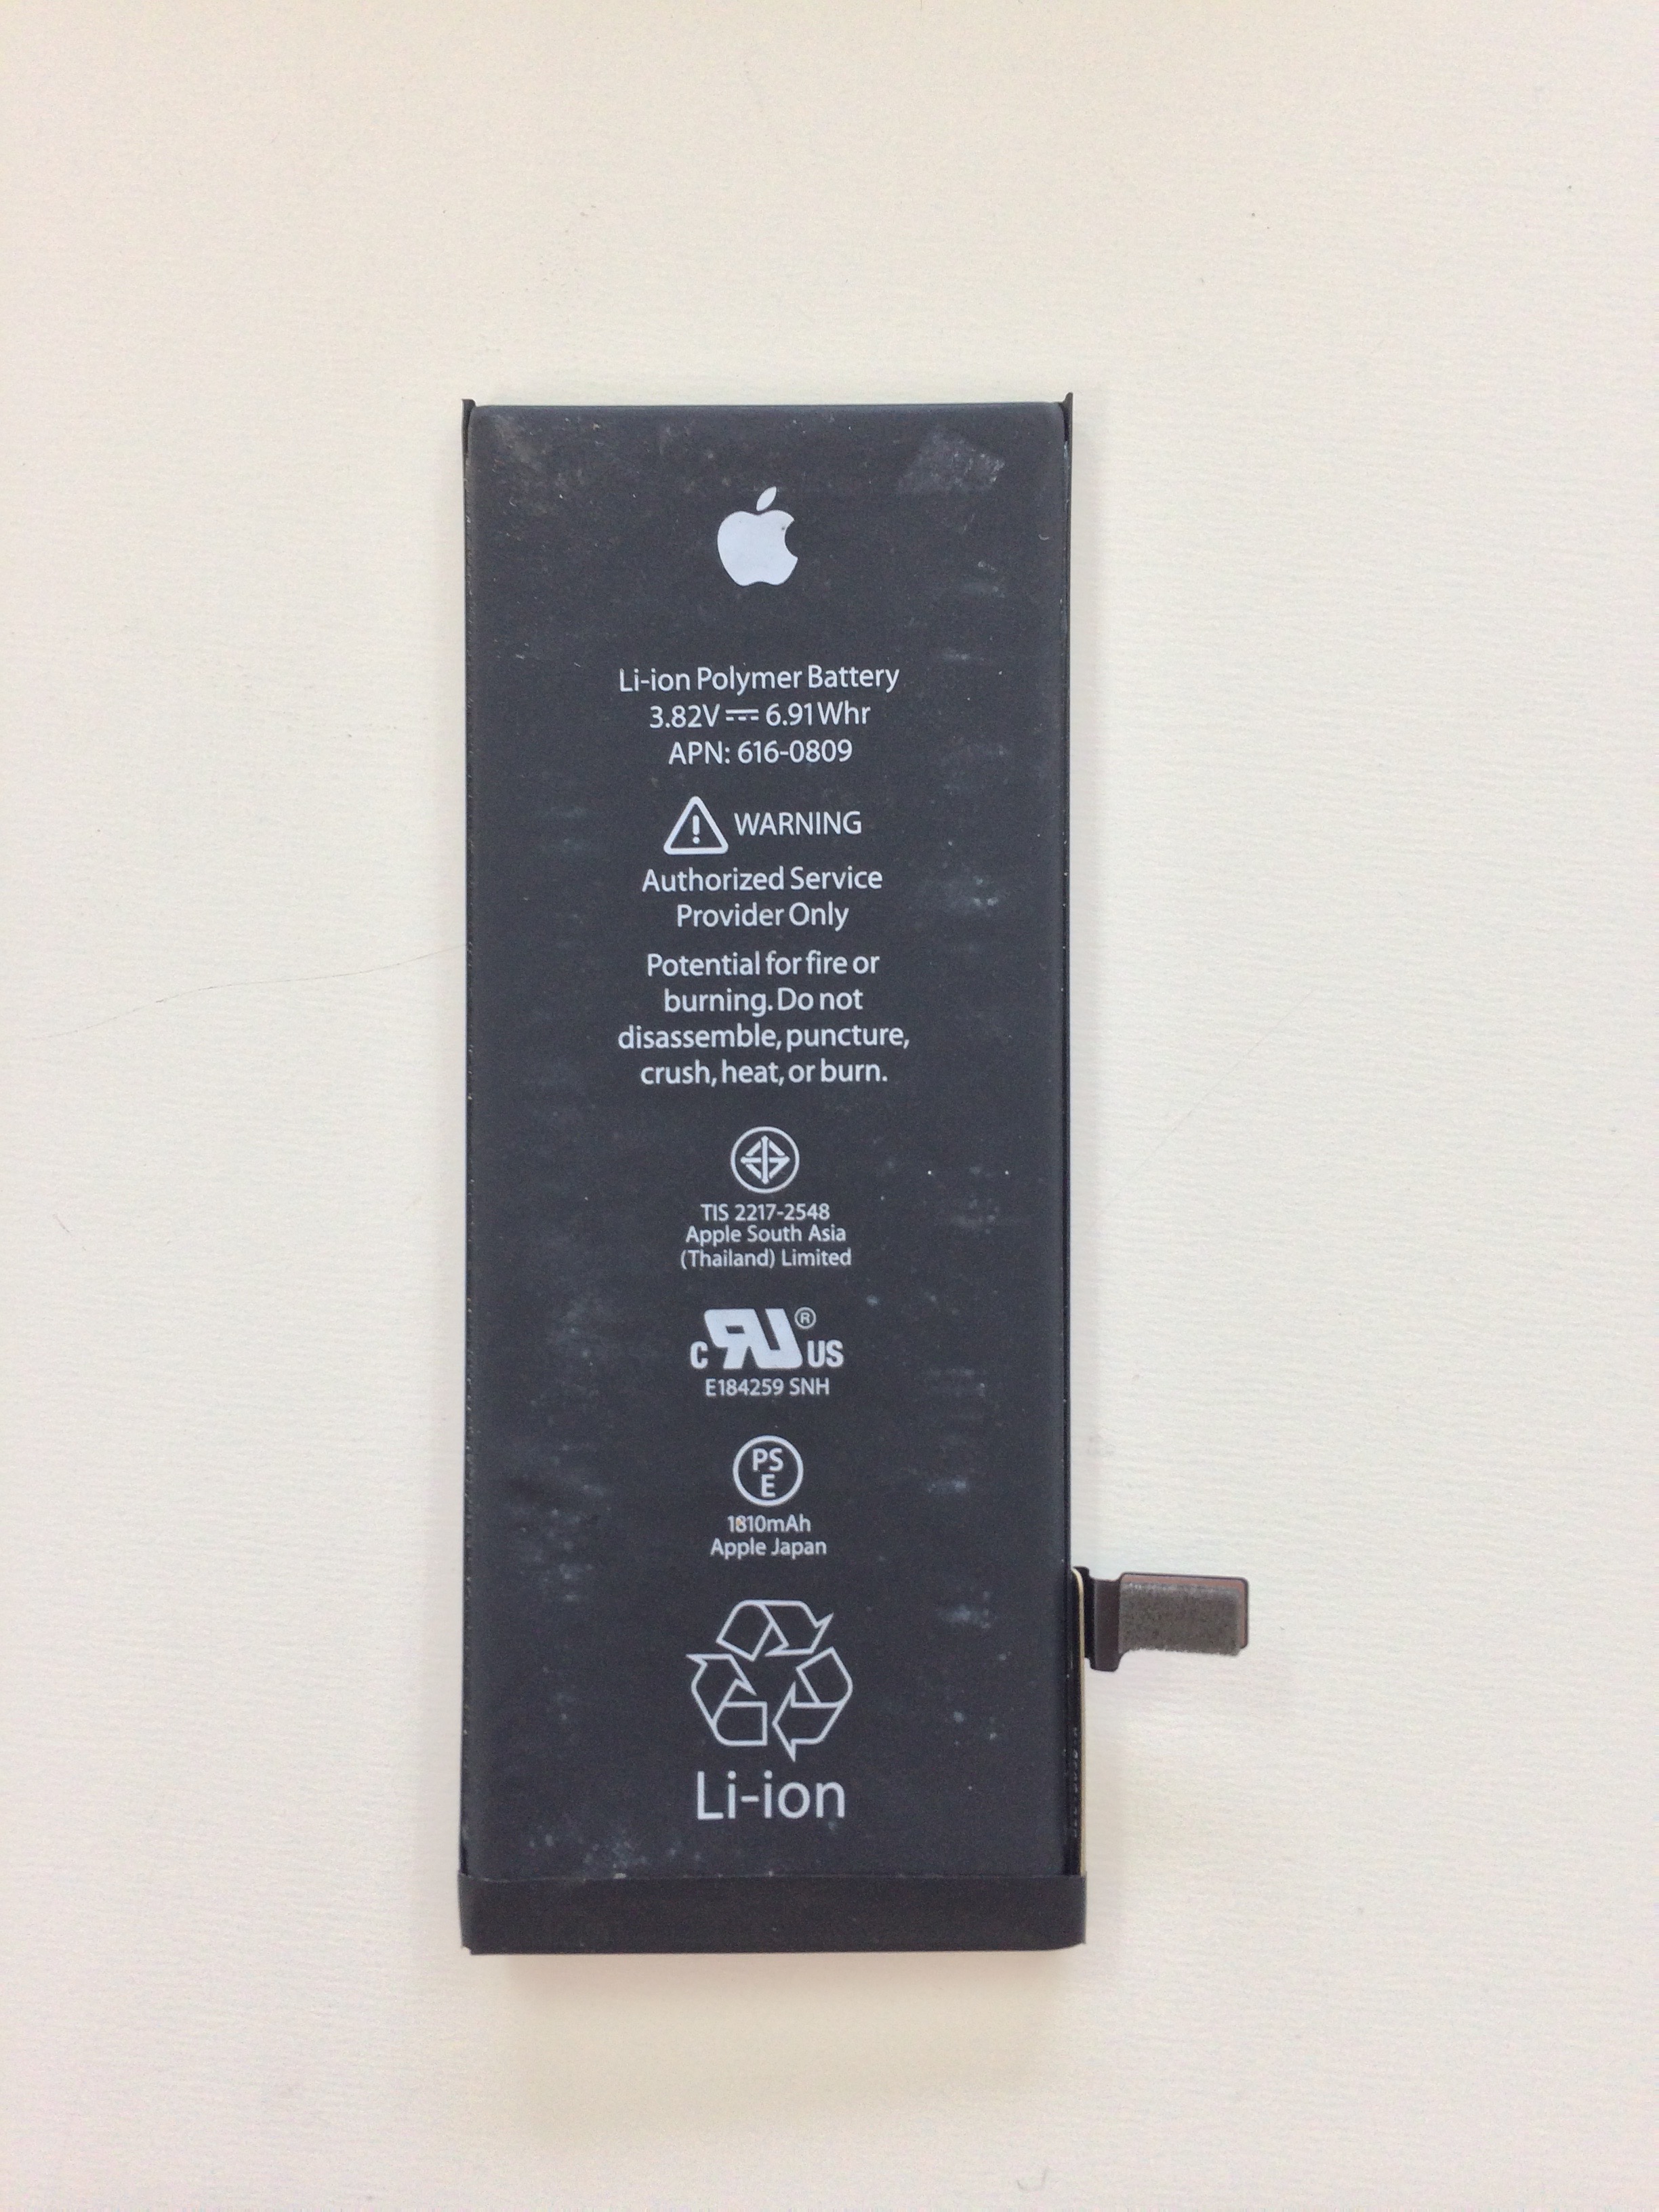 Li-ion Polymer Battery
3.82V ⎓ 6.91Whr
APN: 616-0809
WARNING
Authorized Service
Provider Only
Potential for fire or
burning. Do not
disassemble, puncture,
crush, heat, or burn.
TIS 2217-2548
Apple South Asia
(Thailand) Limited
c RU ® US
E184259 SNH
PS
E
1810mAh
Apple Japan
Li-ion